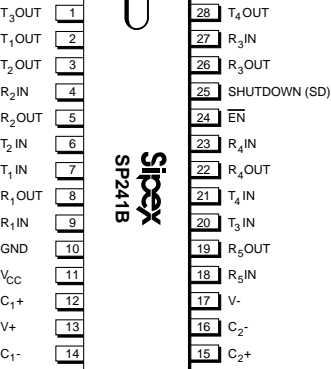 T3OUT 1 28 T4OUT
T1OUT 2 27 R3IN
T2OUT 3 26 R3OUT
R2IN 4 25 SHUTDOWN (SD)
R2OUT 5 24 E̅N̅
T2 IN 6 23 R4IN
T1 IN 7 22 R4OUT
R1OUT 8 21 T4 IN
R1IN 9 20 T3IN
GND 10 19 R5OUT
VCC 11 18 R5IN
C1+ 12 17 V-
V+ 13 16 C2-
C1- 14 15 C2+
Sipex
SP241B